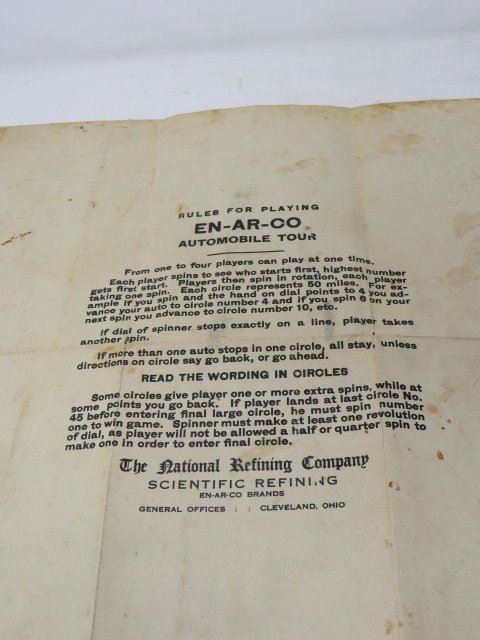 RULES FOR PLAYING
EN-AR-CO
AUTOMOBILE TOUR
From one to four players can play at one time.
Each player spins to see who starts first, highest number
gets first start. Players then spin in rotation, each player
taking one spin. Each circle represents 50 miles. For ex-
ample if you spin and the hand on dial points to 4 you ad-
vance your auto to circle number 4 and if you spin 6 on your
next spin you advance to circle number 10, etc.
If dial of spinner stops exactly on a line, player takes
another spin.
If more than one auto stops in one circle, all stay, unless
directions on circle say go back, or go ahead.
READ THE WORDING IN CIRCLES
Some circles give player one or more extra spins, while at
some points you go back. If player lands at last circle No.
45 before entering final large circle, he must spin number
one to win game. Spinner must make at least one revolution
of dial, as player will not be allowed a half or quarter spin to
make one in order to enter final circle.
The National Refining Company
SCIENTIFIC REFINING
EN-AR-CO BRANDS
GENERAL OFFICES : : CLEVELAND, OHIO